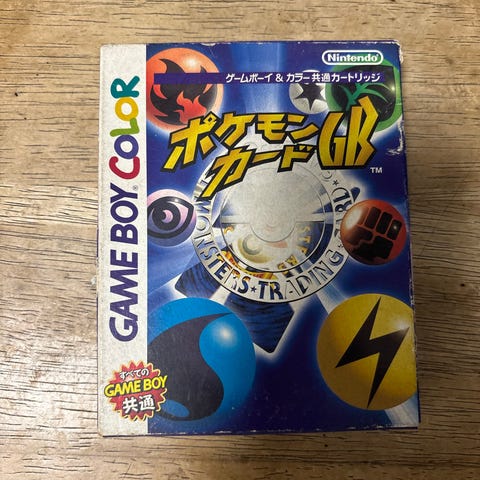 Nintendo
ゲームボーイ & カラー共通カートリッジ
ポケモン
カードGB
TM
MONSTERS★TRADING★CARD
GAME BOY COLOR
すべての
GAME BOY
共通